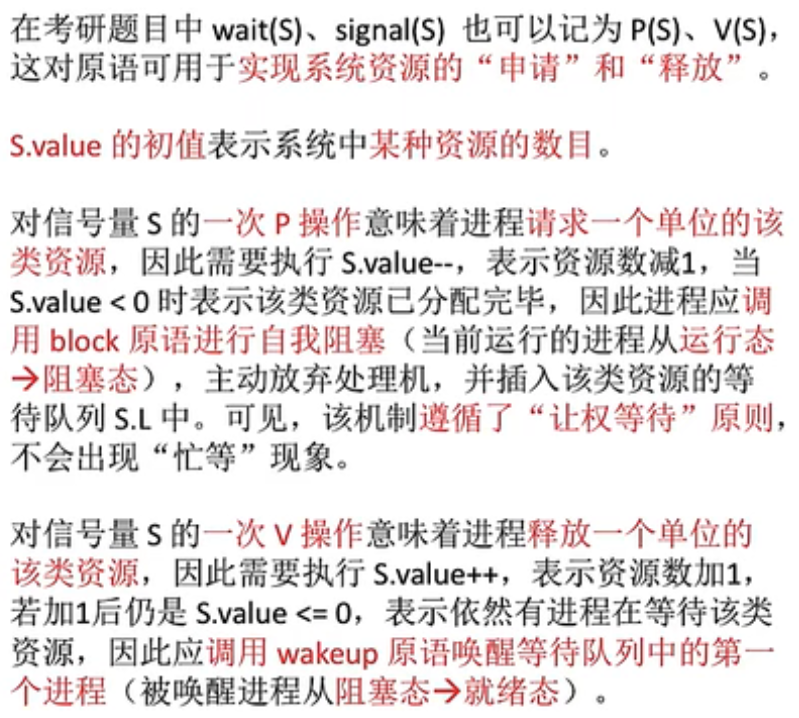 在考研题目中 wait(S)、signal(S) 也可以记为 P(S)、V(S)，
这对原语可用于实现系统资源的“申请”和“释放”。
S.value 的初值表示系统中某种资源的数目。
对信号量 S 的一次 P 操作意味着进程请求一个单位的该
类资源，因此需要执行 S.value--，表示资源数减1，当
S.value < 0 时表示该类资源已分配完毕，因此进程应调
用 block 原语进行自我阻塞（当前运行的进程从运行态
→阻塞态），主动放弃处理机，并插入该类资源的等
待队列 S.L 中。可见，该机制遵循了“让权等待”原则，
不会出现“忙等”现象。
对信号量 S 的一次 V 操作意味着进程释放一个单位的
该类资源，因此需要执行 S.value++，表示资源数加1，
若加1后仍是 S.value <= 0，表示依然有进程在等待该类
资源，因此应调用 wakeup 原语唤醒等待队列中的第一
个进程（被唤醒进程从阻塞态→就绪态）。